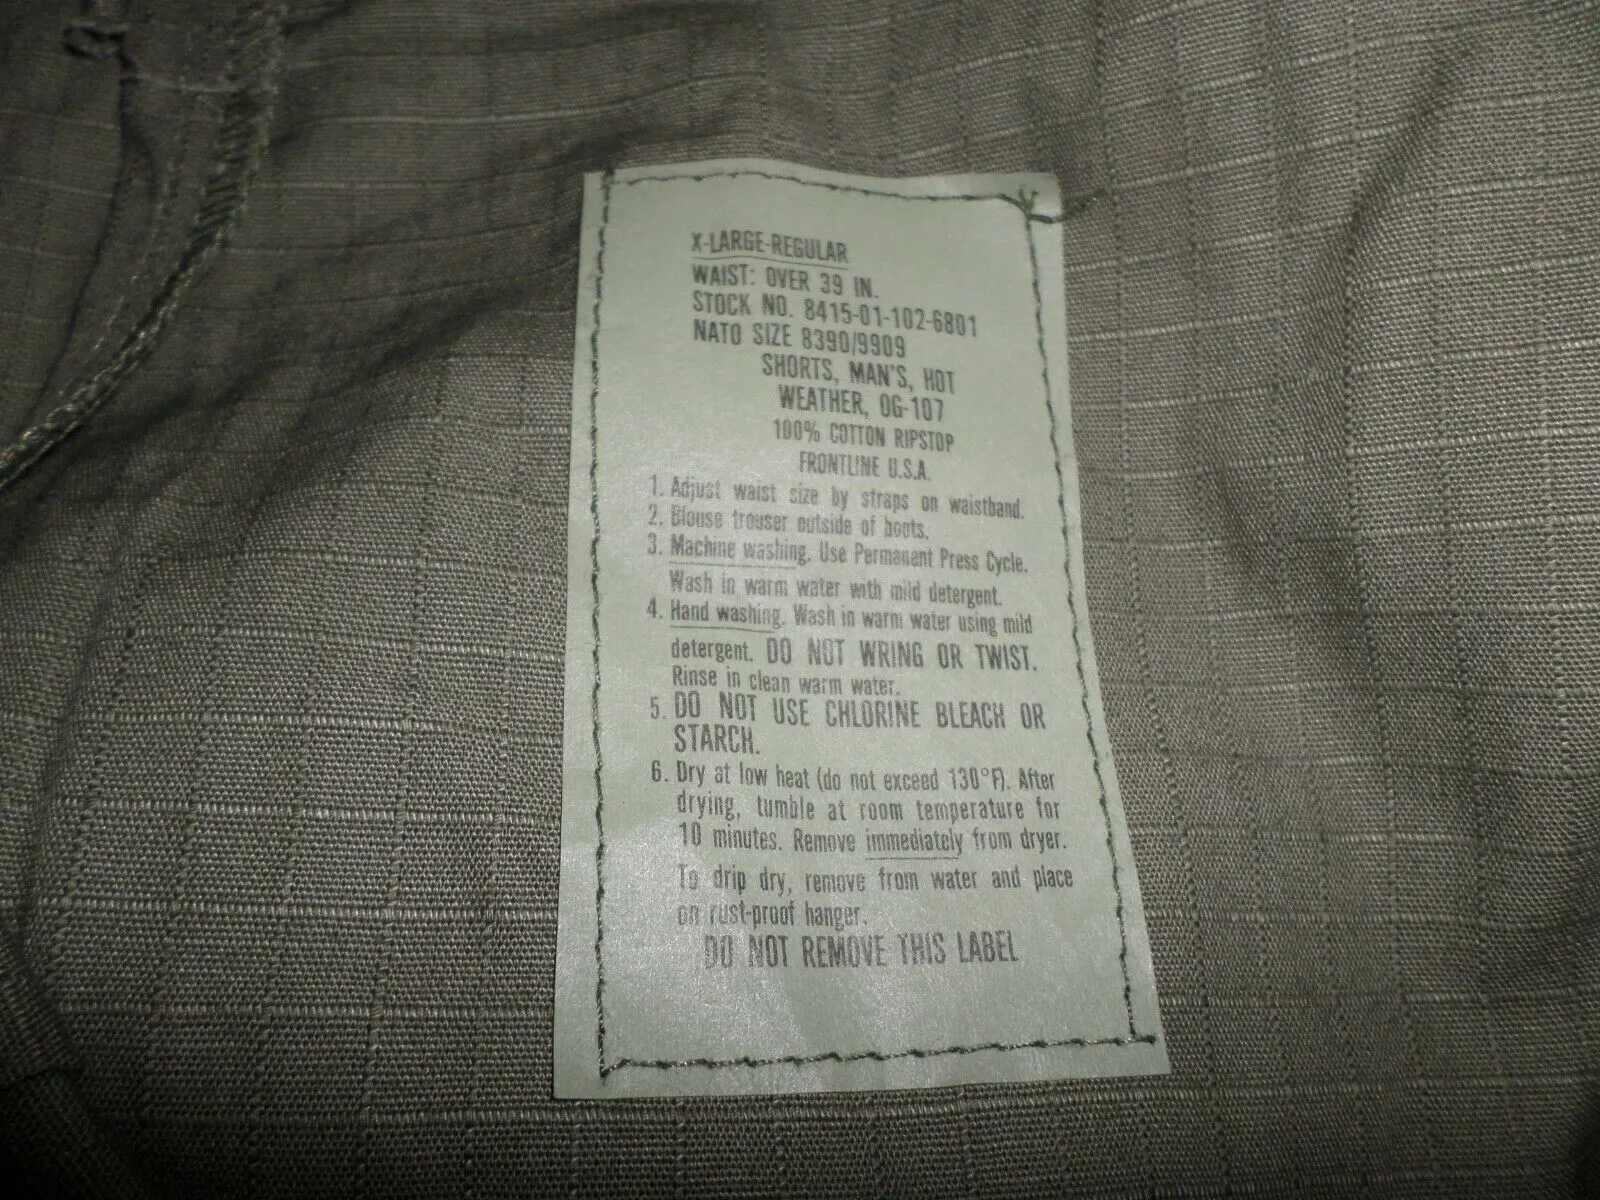 X-LARGE-REGULAR
WAIST: OVER 39 IN.
STOCK NO. 8415-01-102-6801
NATO SIZE 8390/9909
SHORTS, MAN'S, HOT
WEATHER, OG-107
100% COTTON RIPSTOP
FRONTLINE U.S.A.
1. Adjust waist size by straps on waistband.
2. Blouse trouser outside of boots.
3. Machine washing. Use Permanent Press Cycle.
Wash in warm water with mild detergent.
4. Hand washing. Wash in warm water using mild
detergent. DO NOT WRING OR TWIST.
Rinse in clean warm water.
5. DO NOT USE CHLORINE BLEACH OR
STARCH.
6. Dry at low heat (do not exceed 130°F). After
drying, tumble at room temperature for
10 minutes. Remove immediately from dryer.
To drip dry, remove from water and place
on rust-proof hanger.
DO NOT REMOVE THIS LABEL